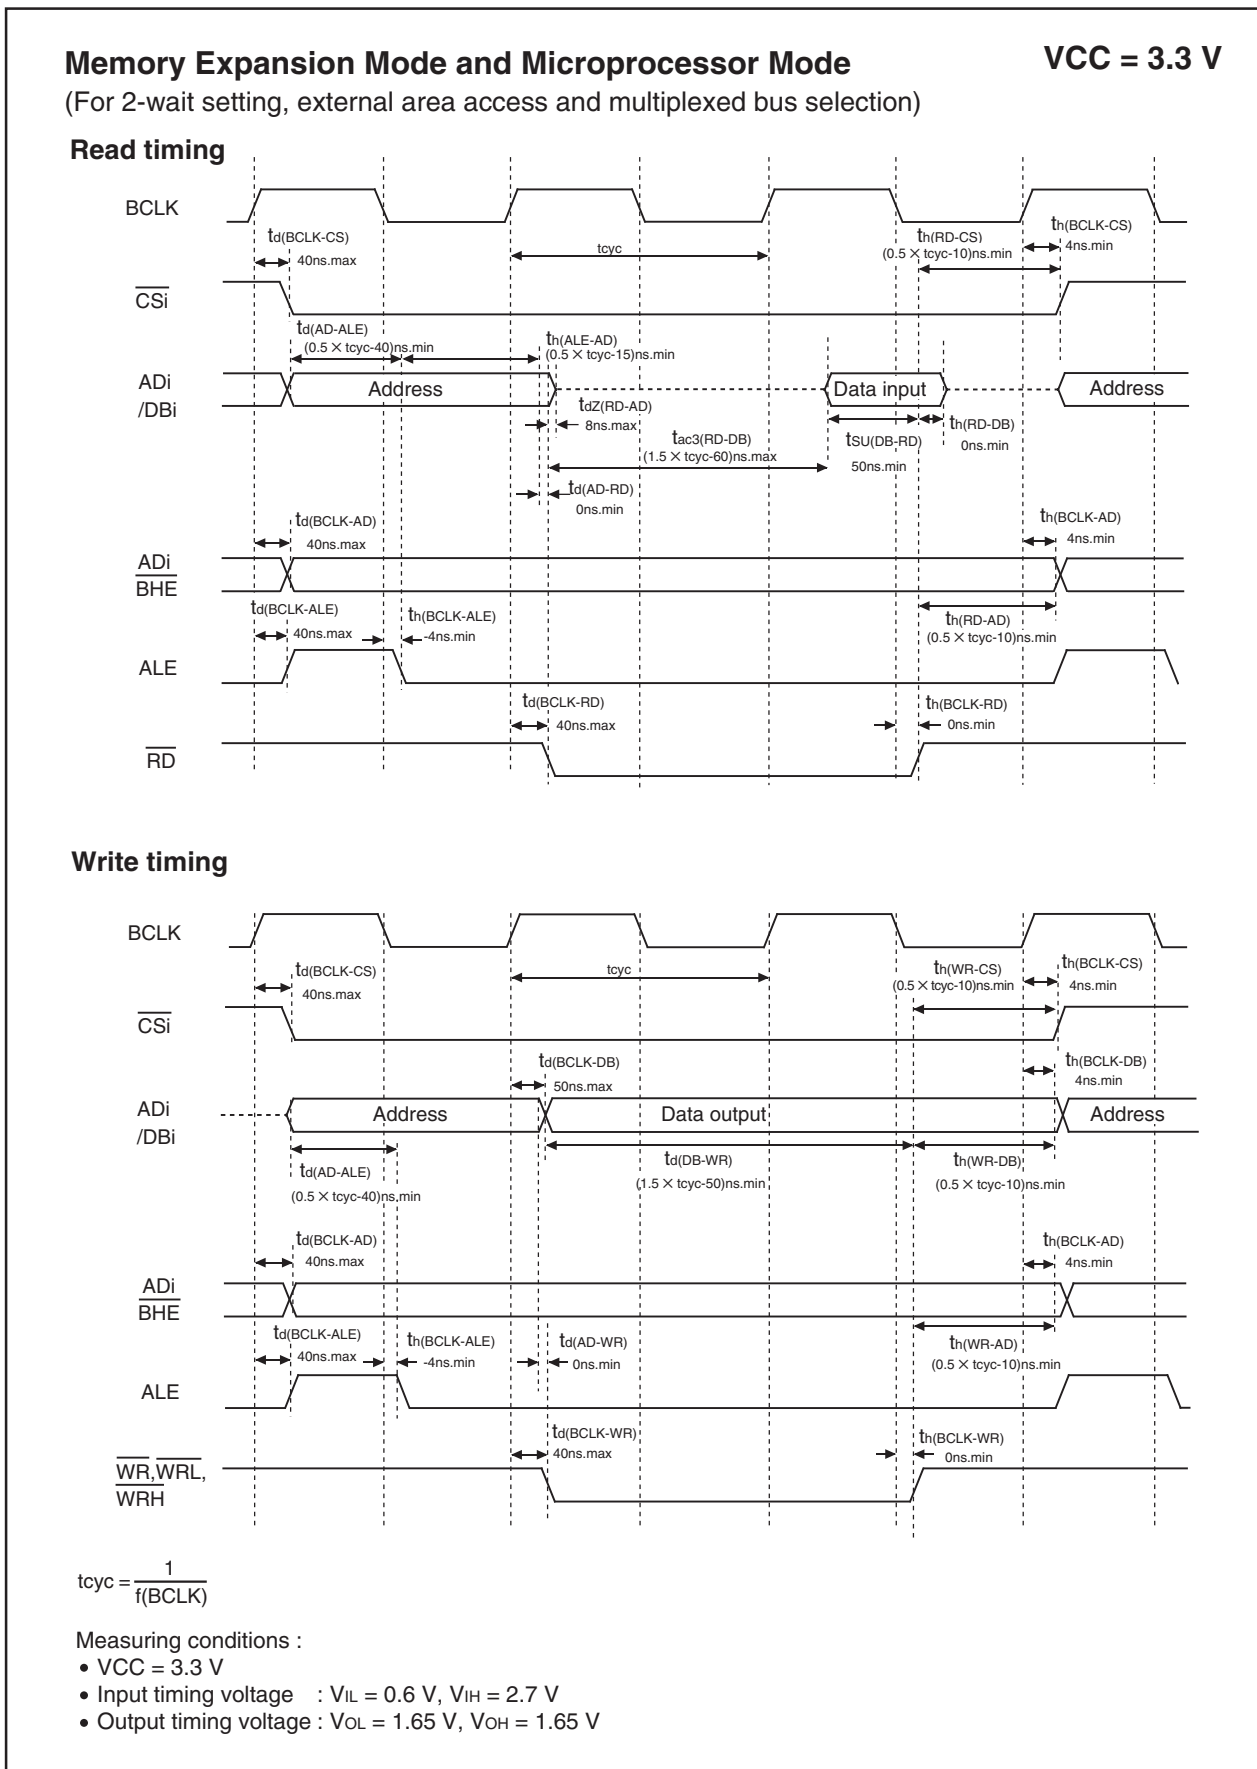 Memory Expansion Mode and Microprocessor Mode
VCC = 3.3 V
(For 2-wait setting, external area access and multiplexed bus selection)
Read timing
BCLK
td(BCLK-CS)
40ns.max
tcyc
th(RD-CS)
(0.5 × tcyc-10)ns.min
th(BCLK-CS)
4ns.min
CSi
td(AD-ALE)
(0.5 × tcyc-40)ns.min
th(ALE-AD)
(0.5 × tcyc-15)ns.min
ADi
/DBi
Address
Data input
Address
tdZ(RD-AD)
8ns.max
tac3(RD-DB)
(1.5 × tcyc-60)ns.max
tSU(DB-RD)
50ns.min
th(RD-DB)
0ns.min
td(AD-RD)
0ns.min
td(BCLK-AD)
40ns.max
th(BCLK-AD)
4ns.min
ADi
BHE
td(BCLK-ALE)
40ns.max
th(BCLK-ALE)
-4ns.min
th(RD-AD)
(0.5 × tcyc-10)ns.min
ALE
td(BCLK-RD)
40ns.max
th(BCLK-RD)
0ns.min
RD
Write timing
BCLK
td(BCLK-CS)
40ns.max
tcyc
th(WR-CS)
(0.5 × tcyc-10)ns.min
th(BCLK-CS)
4ns.min
CSi
td(BCLK-DB)
50ns.max
th(BCLK-DB)
4ns.min
ADi
/DBi
Address
Data output
Address
td(AD-ALE)
(0.5 × tcyc-40)ns.min
td(DB-WR)
(1.5 × tcyc-50)ns.min
th(WR-DB)
(0.5 × tcyc-10)ns.min
td(BCLK-AD)
40ns.max
th(BCLK-AD)
4ns.min
ADi
BHE
td(BCLK-ALE)
40ns.max
th(BCLK-ALE)
-4ns.min
td(AD-WR)
0ns.min
th(WR-AD)
(0.5 × tcyc-10)ns.min
ALE
td(BCLK-WR)
40ns.max
th(BCLK-WR)
0ns.min
WR,WRL,
WRH
tcyc = 1
f(BCLK)
Measuring conditions :
• VCC = 3.3 V
• Input timing voltage : VIL = 0.6 V, VIH = 2.7 V
• Output timing voltage : VOL = 1.65 V, VOH = 1.65 V